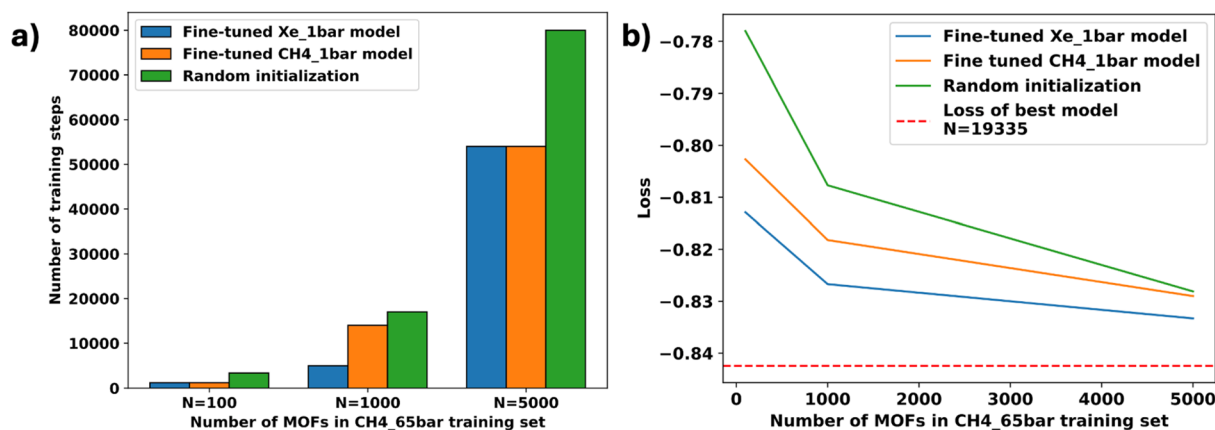 a)
Number of training steps
80000
70000
60000
50000
40000
30000
20000
10000
0
Fine-tuned Xe_1bar model
Fine-tuned CH4_1bar model
Random initialization
N=100 N=1000 N=5000
Number of MOFs in CH4_65bar training set
b)
Loss
−0.78
−0.79
−0.80
−0.81
−0.82
−0.83
−0.84
Fine-tuned Xe_1bar model
Fine tuned CH4_1bar model
Random initialization
Loss of best model
N=19335
0 1000 2000 3000 4000 5000
Number of MOFs in CH4_65bar training set